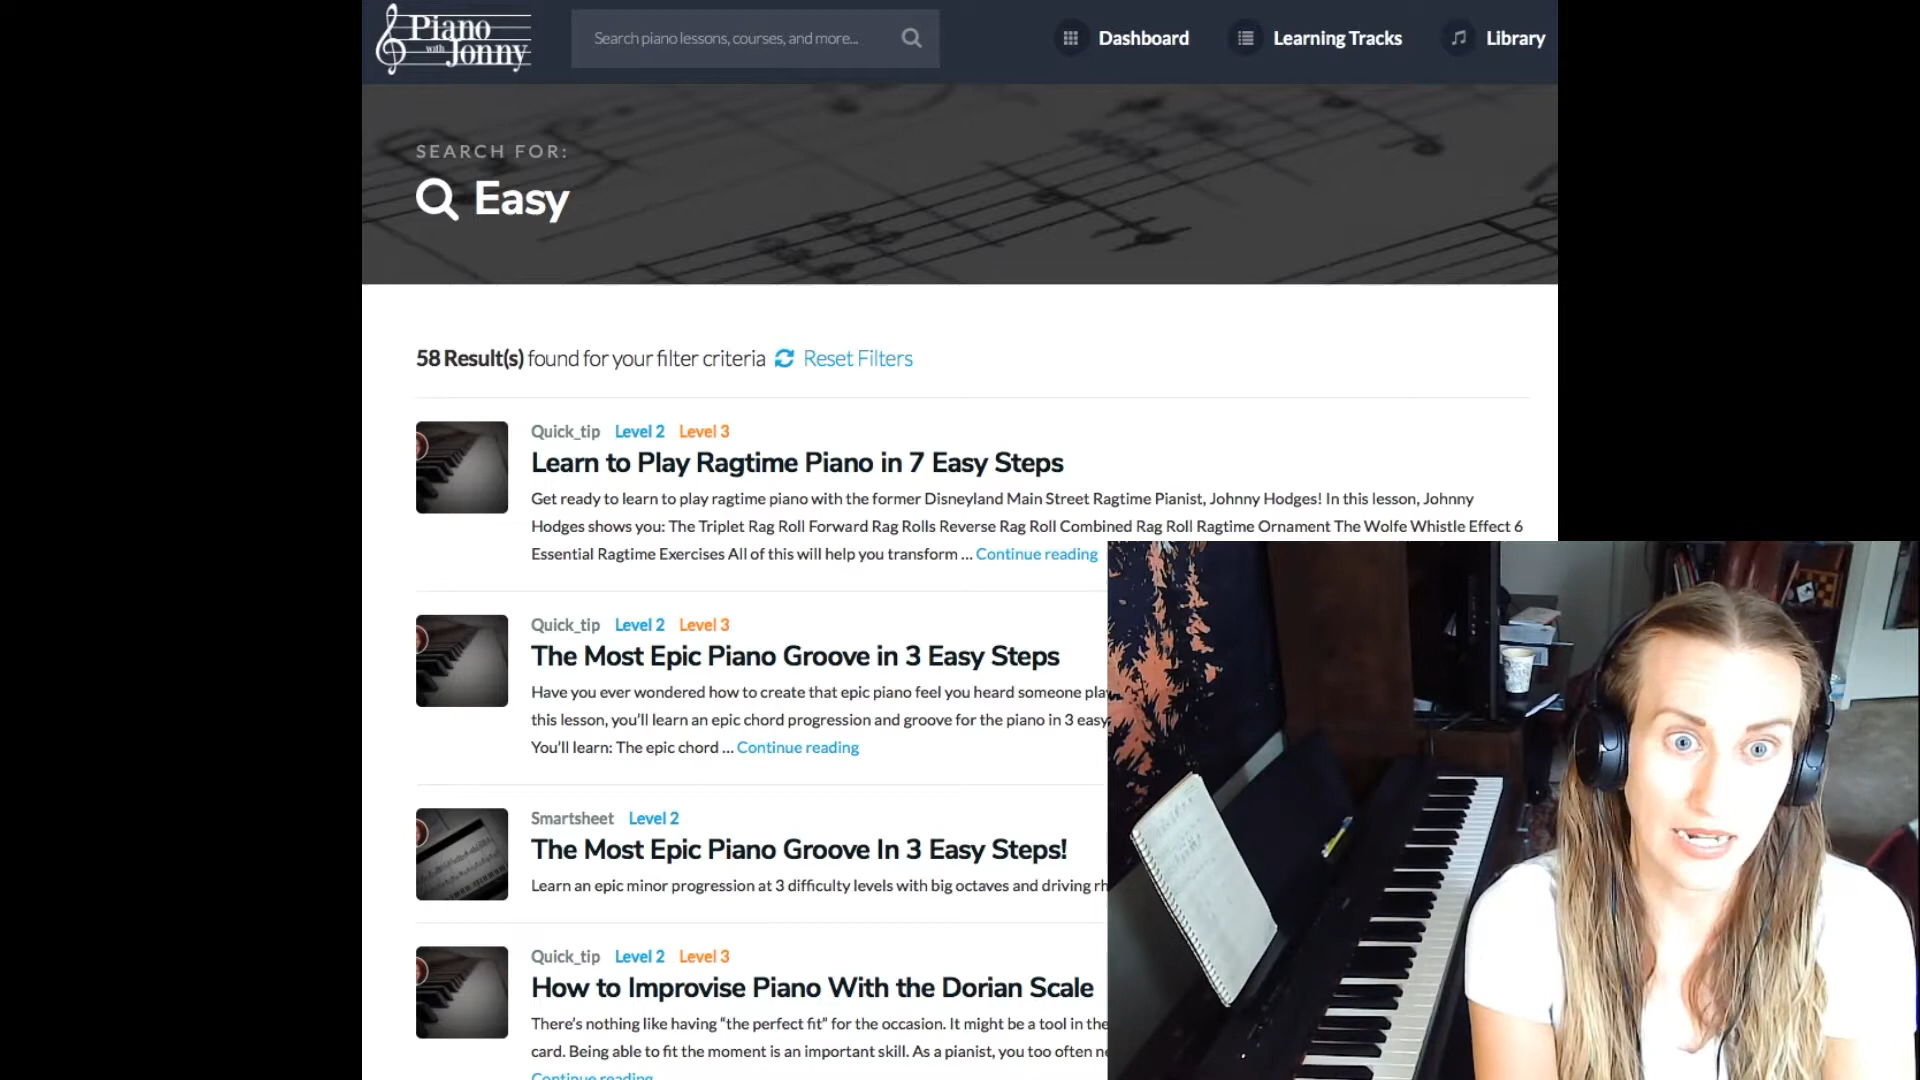 Piano
with
Jonny
Search piano lessons, courses, and more...
Dashboard
Learning Tracks
Library
SEARCH FOR:
Easy
58 Result(s) found for your filter criteria Reset Filters
Quick_tip Level 2 Level 3
Learn to Play Ragtime Piano in 7 Easy Steps
Get ready to learn to play ragtime piano with the former Disneyland Main Street Ragtime Pianist, Johnny Hodges! In this lesson, Johnny
Hodges shows you: The Triplet Rag Roll Forward Rag Rolls Reverse Rag Roll Combined Rag Roll Ragtime Ornament The Wolfe Whistle Effect 6
Essential Ragtime Exercises All of this will help you transform ... Continue reading
Quick_tip Level 2 Level 3
The Most Epic Piano Groove in 3 Easy Steps
Have you ever wondered how to create that epic piano feel you heard someone
this lesson, you'll learn an epic chord progression and groove for the piano in 3 easy
You'll learn: The epic chord ... Continue reading
Smartsheet Level 2
The Most Epic Piano Groove In 3 Easy Steps!
Learn an epic minor progression at 3 difficulty levels with big octaves and driving
Quick_tip Level 2 Level 3
How to Improvise Piano With the Dorian Scale
There's nothing like having “the perfect fit” for the occasion. It might be a tool in the
card. Being able to fit the moment is an important skill. As a pianist, you too often
Continue reading